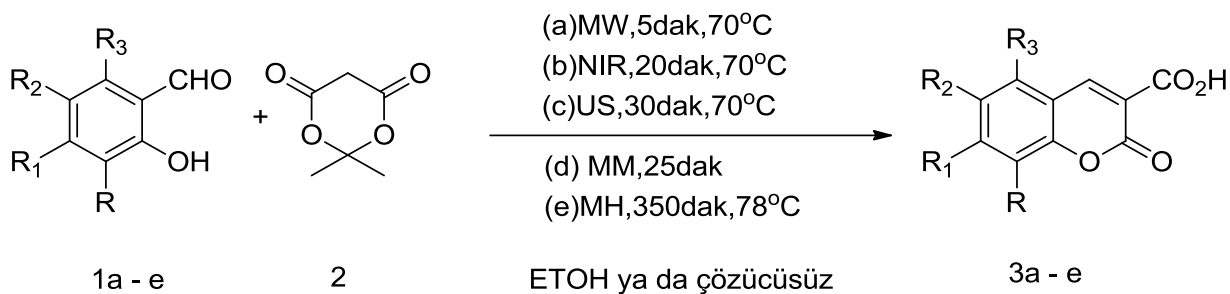 R3
R2
CHO
R1
OH
R
+
O
O
O
O
(a)MW,5dak,70°C
(b)NIR,20dak,70°C
(c)US,30dak,70°C
(d) MM,25dak
(e)MH,350dak,78°C
R3
R2
CO2H
R1
O
O
R
1a - e
2
ETOH ya da çözücüsüz
3a - e